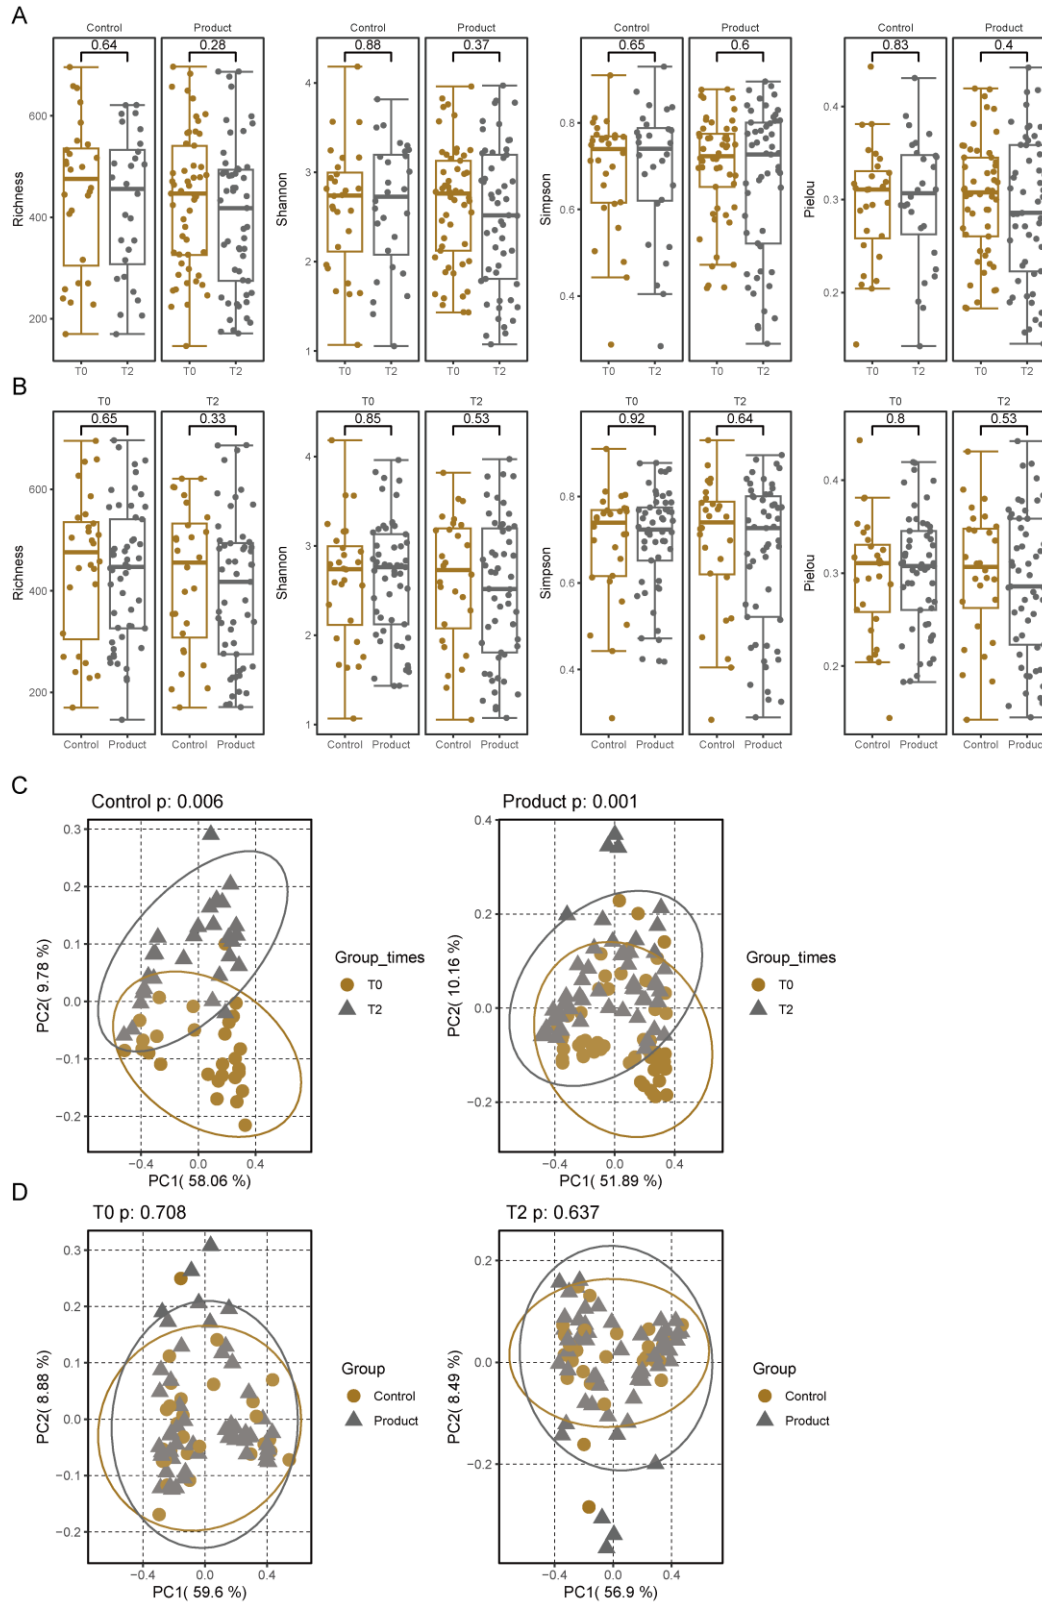 A
Control Product Control Product Control Product Control Product
0.64 0.28 0.88 0.37 0.65 0.6 0.83 0.4
Richness
600
400
200
Shannon
4
3
2
1
Simpson
0.8
0.6
0.4
Pielou
0.4
0.3
0.2
T0 T2 T0 T2 T0 T2 T0 T2 T0 T2 T0 T2 T0 T2 T0 T2
B
T0 T2 T0 T2 T0 T2 T0 T2
0.65 0.33 0.85 0.53 0.92 0.64 0.8 0.53
Richness
600
400
200
Shannon
4
3
2
1
Simpson
0.8
0.6
0.4
Pielou
0.4
0.3
0.2
Control Product Control Product Control Product Control Product Control Product Control Product Control Product Control Product
C
Control p: 0.006
PC2( 9.78 %)
0.3
0.2
0.1
0.0
−0.1
−0.2
−0.4 0.0 0.4
PC1( 58.06 %)
Group_times
T0
T2
Product p: 0.001
PC2( 10.16 %)
0.4
0.2
0.0
−0.2
−0.4 0.0 0.4
PC1( 51.89 %)
Group_times
T0
T2
D
T0 p: 0.708
PC2( 8.88 %)
0.3
0.2
0.1
0.0
−0.1
−0.2
−0.4 0.0 0.4
PC1( 59.6 %)
Group
Control
Product
T2 p: 0.637
PC2( 8.49 %)
0.2
0.0
−0.2
−0.4 0.0 0.4
PC1( 56.9 %)
Group
Control
Product